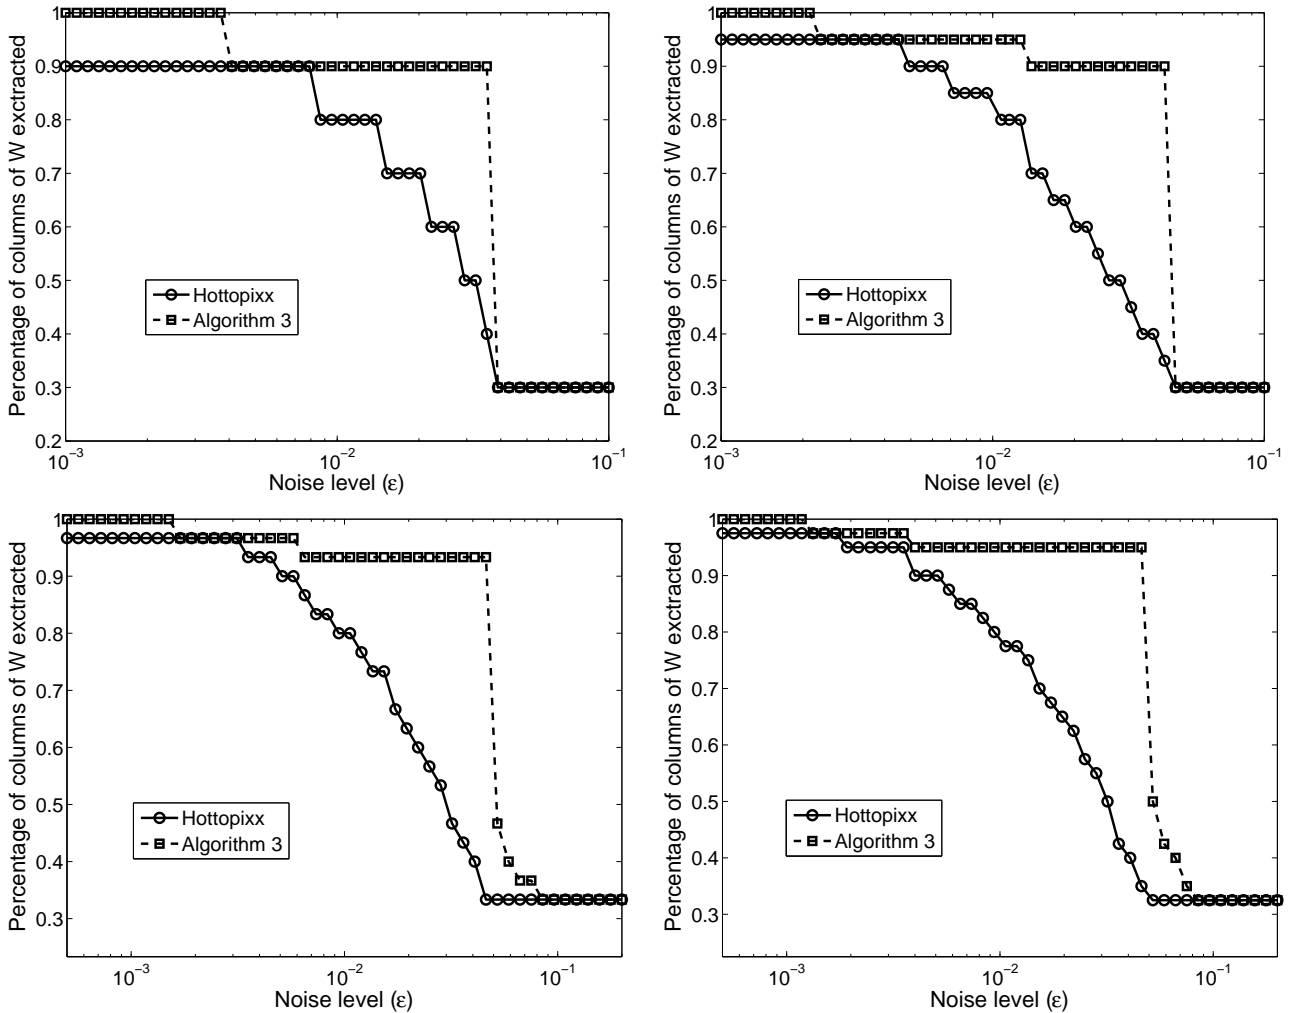 Percentage of columns of W exctracted
1
0.9
0.8
0.7
0.6
0.5
0.4
0.3
0.2
10⁻³
10⁻²
10⁻¹
Noise level (ε)
Hottopixx
Algorithm 3
Percentage of columns of W exctracted
1
0.9
0.8
0.7
0.6
0.5
0.4
0.3
0.2
10⁻³
10⁻²
10⁻¹
Noise level (ε)
Hottopixx
Algorithm 3
Percentage of columns of W exctracted
1
0.9
0.8
0.7
0.6
0.5
0.4
0.3
10⁻³
10⁻²
10⁻¹
Noise level (ε)
Hottopixx
Algorithm 3
Percentage of columns of W exctracted
1
0.9
0.8
0.7
0.6
0.5
0.4
0.3
10⁻³
10⁻²
10⁻¹
Noise level (ε)
Hottopixx
Algorithm 3